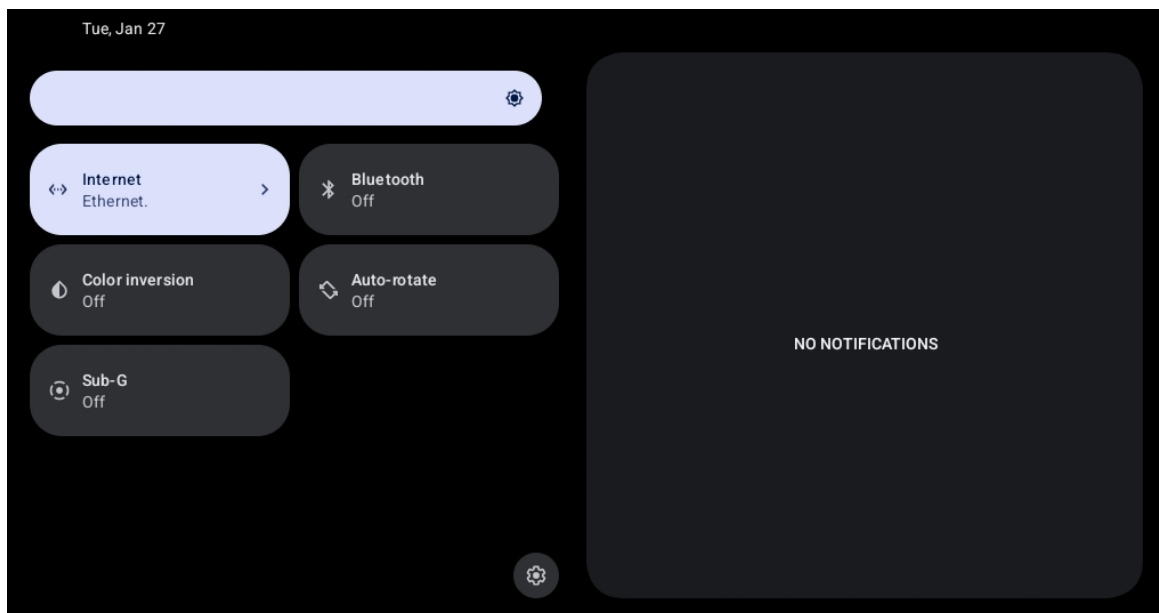 Tue, Jan 27
Internet
Ethernet.
Bluetooth
Off
Color inversion
Off
Auto-rotate
Off
Sub-G
Off
NO NOTIFICATIONS